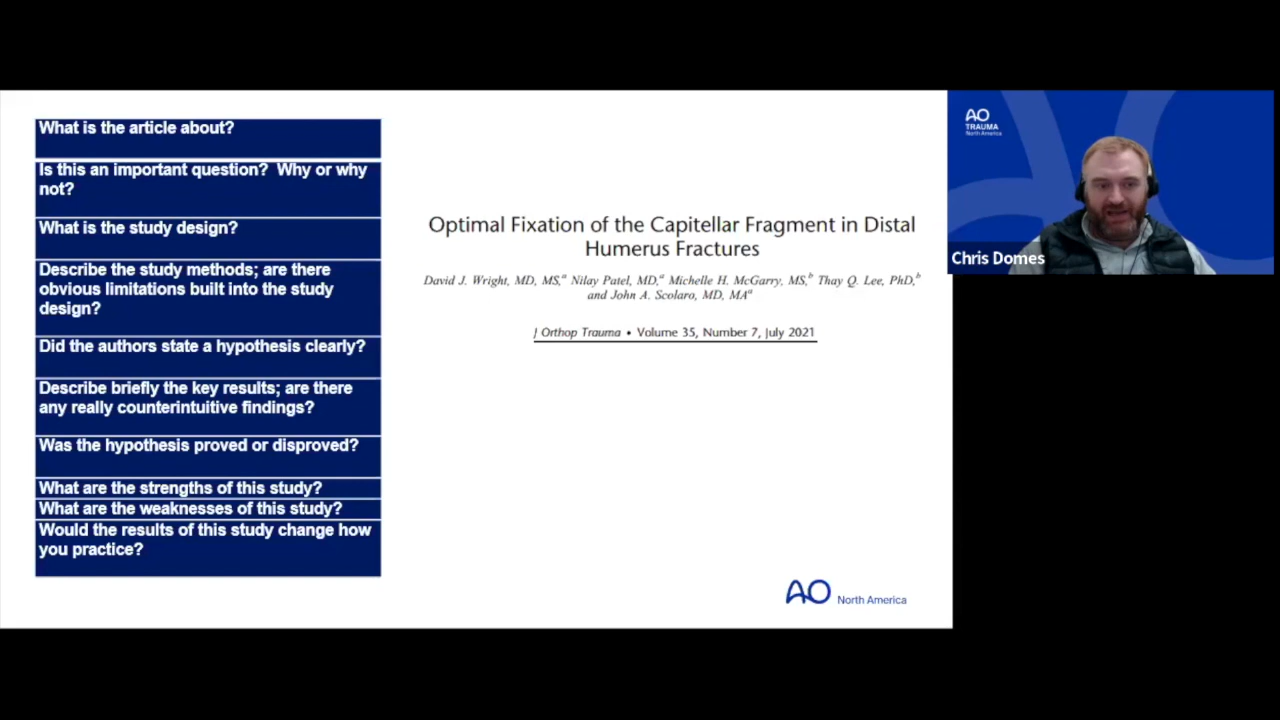 What is the article about?
Is this an important question? Why or why
not?
What is the study design?
Describe the study methods; are there
obvious limitations built into the study
design?
Did the authors state a hypothesis clearly?
Describe briefly the key results; are there
any really counterintuitive findings?
Was the hypothesis proved or disproved?
What are the strengths of this study?
What are the weaknesses of this study?
Would the results of this study change how
you practice?
Optimal Fixation of the Capitellar Fragment in Distal
Humerus Fractures
David J. Wright, MD, MS,a Nilay Patel, MD,a Michelle H. McGarry, MS,b Thay Q. Lee, PhD,b
and John A. Scolaro, MD, MAa
J Orthop Trauma • Volume 35, Number 7, July 2021
AO North America
AO
TRAUMA
North America
Chris Domes